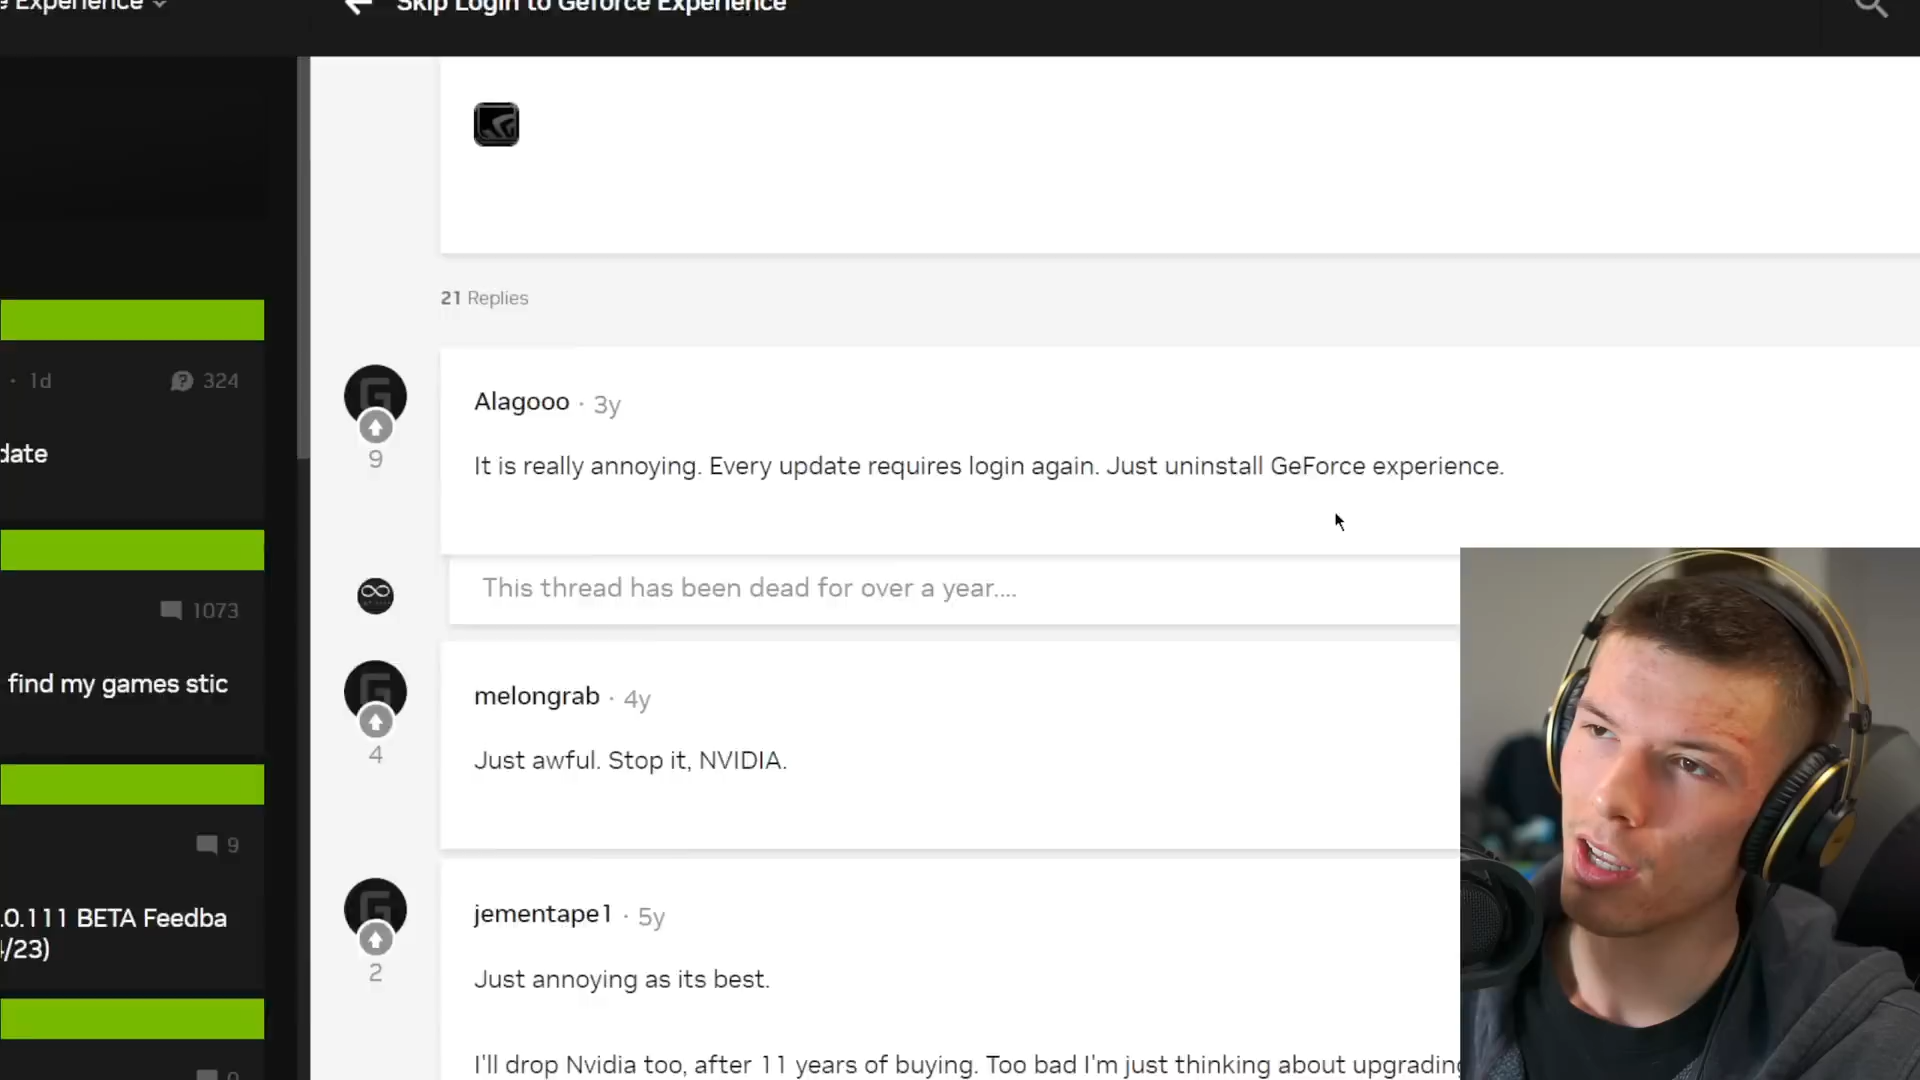 Experience
Skip Login to Geforce Experience
21 Replies
· 1d
324
date
1073
find my games stic
9
.0.111 BETA Feedba
/23)
Alagooo · 3y
9
It is really annoying. Every update requires login again. Just uninstall GeForce experience.
This thread has been dead for over a year....
melongrab · 4y
4
Just awful. Stop it, NVIDIA.
jementape1 · 5y
2
Just annoying as its best.
I'll drop Nvidia too, after 11 years of buying. Too bad I'm just thinking about upgrading